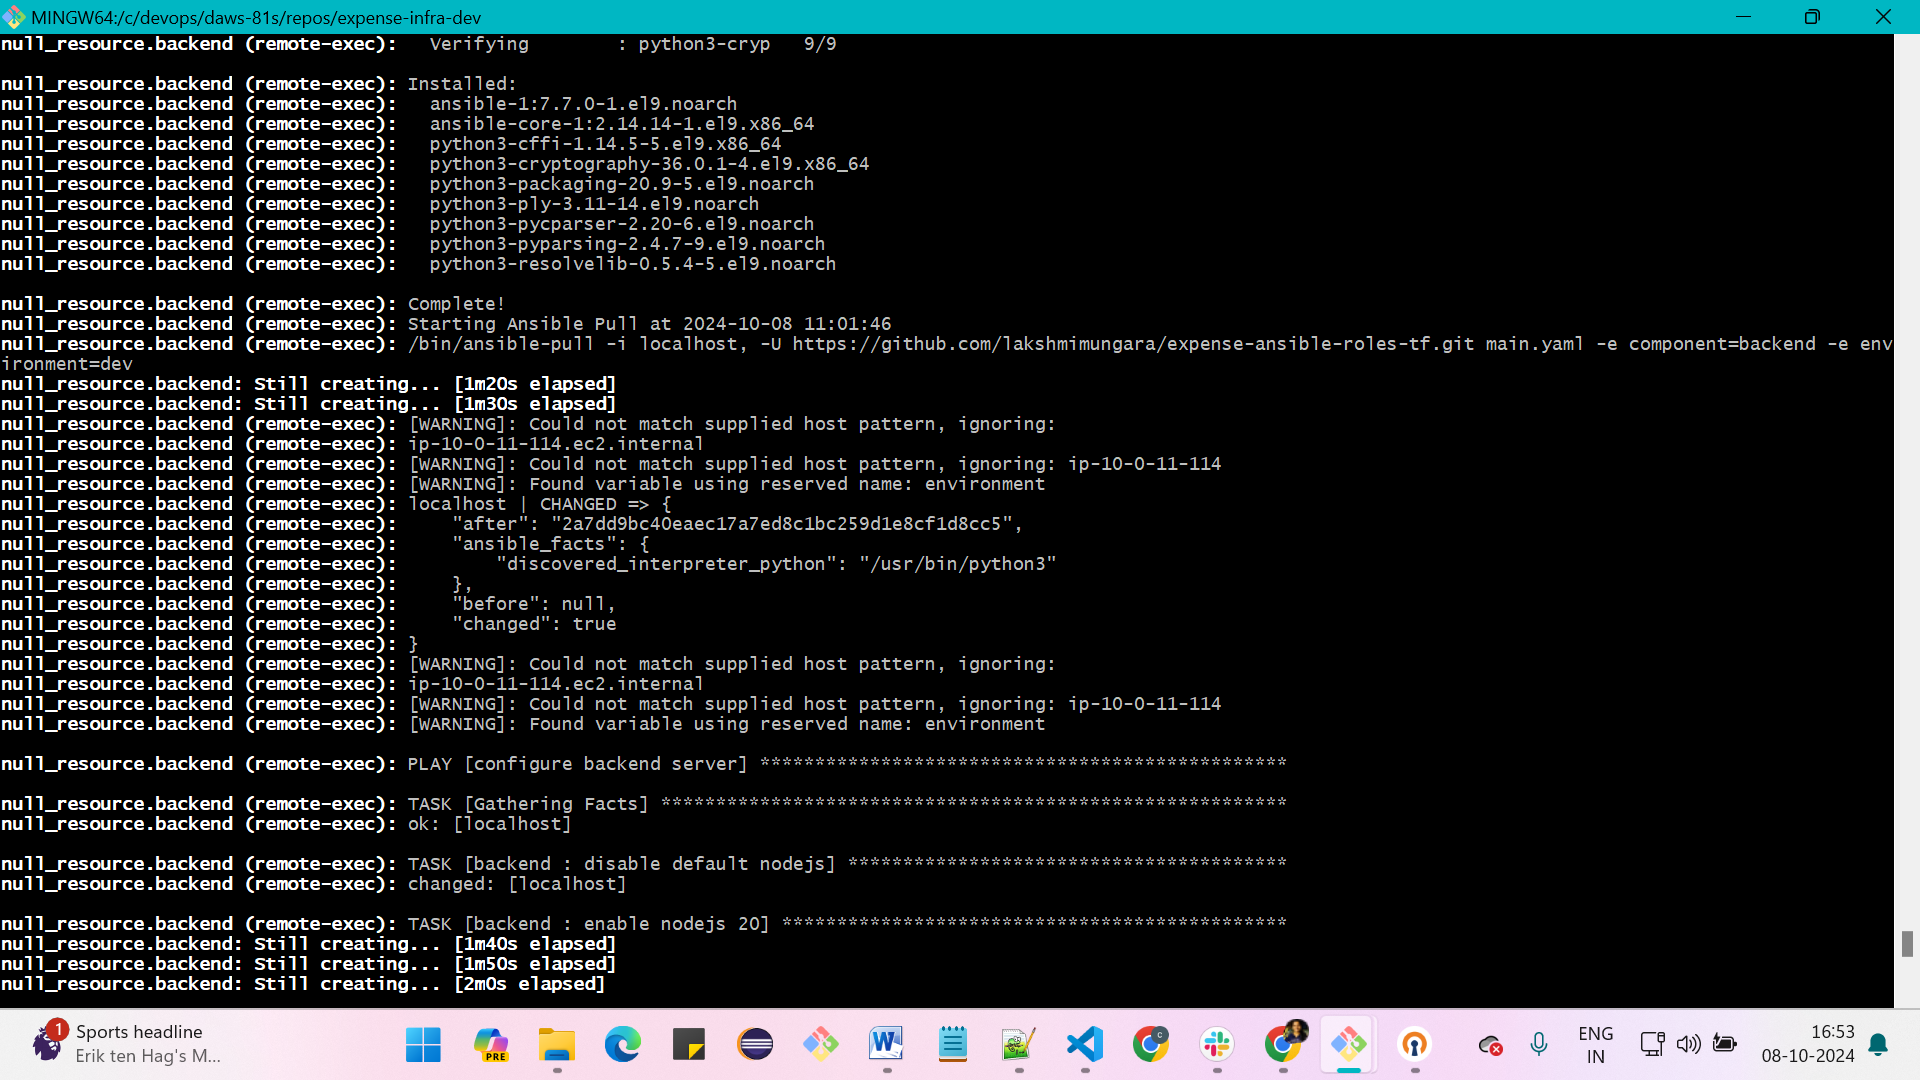 MINGW64:/c/devops/daws-81s/repos/expense-infra-dev
null_resource.backend (remote-exec):   Verifying        : python3-cryp   9/9
null_resource.backend (remote-exec): Installed:
null_resource.backend (remote-exec):   ansible-1:7.7.0-1.el9.noarch
null_resource.backend (remote-exec):   ansible-core-1:2.14.14-1.el9.x86_64
null_resource.backend (remote-exec):   python3-cffi-1.14.5-5.el9.x86_64
null_resource.backend (remote-exec):   python3-cryptography-36.0.1-4.el9.x86_64
null_resource.backend (remote-exec):   python3-packaging-20.9-5.el9.noarch
null_resource.backend (remote-exec):   python3-ply-3.11-14.el9.noarch
null_resource.backend (remote-exec):   python3-pycparser-2.20-6.el9.noarch
null_resource.backend (remote-exec):   python3-pyparsing-2.4.7-9.el9.noarch
null_resource.backend (remote-exec):   python3-resolvelib-0.5.4-5.el9.noarch
null_resource.backend (remote-exec): Complete!
null_resource.backend (remote-exec): Starting Ansible Pull at 2024-10-08 11:01:46
null_resource.backend (remote-exec): /bin/ansible-pull -i localhost, -U https://github.com/lakshmimungara/expense-ansible-roles-tf.git main.yaml -e component=backend -e env
ironment=dev
null_resource.backend: Still creating... [1m20s elapsed]
null_resource.backend: Still creating... [1m30s elapsed]
null_resource.backend (remote-exec): [WARNING]: Could not match supplied host pattern, ignoring:
null_resource.backend (remote-exec): ip-10-0-11-114.ec2.internal
null_resource.backend (remote-exec): [WARNING]: Could not match supplied host pattern, ignoring: ip-10-0-11-114
null_resource.backend (remote-exec): [WARNING]: Found variable using reserved name: environment
null_resource.backend (remote-exec): localhost | CHANGED => {
null_resource.backend (remote-exec):     "after": "2a7dd9bc40eaec17a7ed8c1bc259d1e8cf1d8cc5",
null_resource.backend (remote-exec):     "ansible_facts": {
null_resource.backend (remote-exec):         "discovered_interpreter_python": "/usr/bin/python3"
null_resource.backend (remote-exec):     },
null_resource.backend (remote-exec):     "before": null,
null_resource.backend (remote-exec):     "changed": true
null_resource.backend (remote-exec): }
null_resource.backend (remote-exec): [WARNING]: Could not match supplied host pattern, ignoring:
null_resource.backend (remote-exec): ip-10-0-11-114.ec2.internal
null_resource.backend (remote-exec): [WARNING]: Could not match supplied host pattern, ignoring: ip-10-0-11-114
null_resource.backend (remote-exec): [WARNING]: Found variable using reserved name: environment
null_resource.backend (remote-exec): PLAY [configure backend server] ************************************************
null_resource.backend (remote-exec): TASK [Gathering Facts] *********************************************************
null_resource.backend (remote-exec): ok: [localhost]
null_resource.backend (remote-exec): TASK [backend : disable default nodejs] ****************************************
null_resource.backend (remote-exec): changed: [localhost]
null_resource.backend (remote-exec): TASK [backend : enable nodejs 20] **********************************************
null_resource.backend: Still creating... [1m40s elapsed]
null_resource.backend: Still creating... [1m50s elapsed]
null_resource.backend: Still creating... [2m0s elapsed]
1
Sports headline
Erik ten Hag's M...
PRE
ENG
IN
16:53
08-10-2024